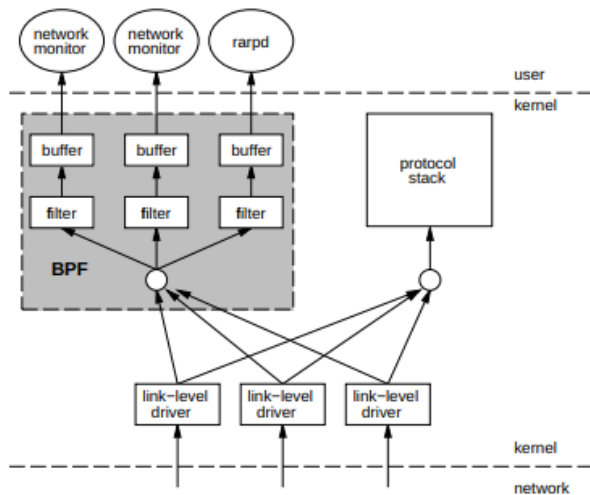 network
monitor
network
monitor
rarpd
user
kernel
buffer
buffer
buffer
protocol
stack
filter
filter
filter
BPF
link-level
driver
link-level
driver
link-level
driver
kernel
network